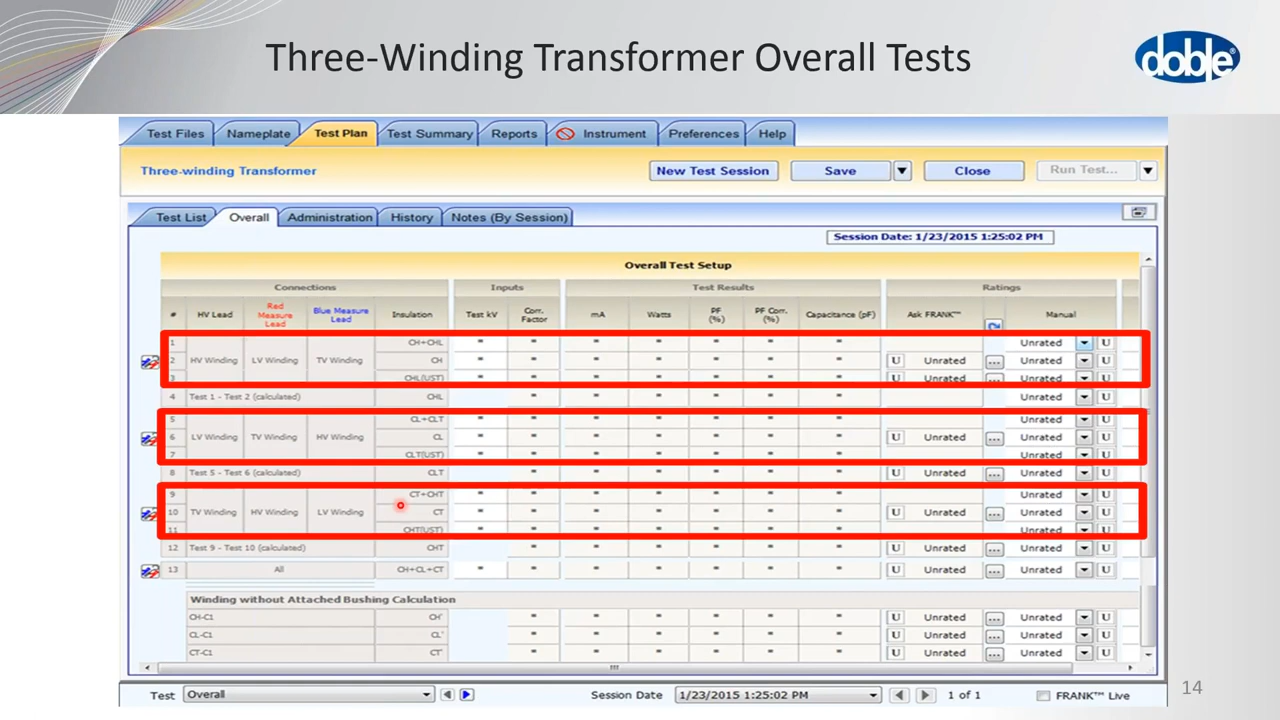 Three-Winding Transformer Overall Tests
doble®
Test Files Nameplate Test Plan Test Summary Reports Instrument Preferences Help
Three-winding Transformer New Test Session Save Close Run Test...
Test List Overall Administration History Notes (By Session)
Session Date: 1/23/2015 1:25:02 PM
Overall Test Setup
Connections Inputs Test Results Ratings
# HV Lead Red Measure Lead Blue Measure Lead Insulation Test kV Corr. Factor mA Watts PF (%) PF Corr. (%) Capacitance (pF) Ask FRANK™ Manual
1 CH+CHL * * * * * * * Unrated U
2 HV Winding LV Winding TV Winding CH * * * * * * * U Unrated ... Unrated U
3 CHL(UST) * * * * * * * U Unrated ... Unrated U
4 Test 1 - Test 2 (calculated) CHL * * * * * * Unrated U
5 CL+CLT * * * * * * * Unrated U
6 LV Winding TV Winding HV Winding CL * * * * * * * U Unrated ... Unrated U
7 CLT(UST) * * * * * * * Unrated U
8 Test 5 - Test 6 (calculated) CLT * * * * * * U Unrated ... Unrated U
9 CT+CHT * * * * * * * Unrated U
10 TV Winding HV Winding LV Winding CT * * * * * * * U Unrated ... Unrated U
11 CHT(UST) * * * * * * * Unrated U
12 Test 9 - Test 10 (calculated) CHT * * * * * * U Unrated ... Unrated U
13 All CH+CL+CT * * * * * * * U Unrated ... Unrated U
Winding without Attached Bushing Calculation
CH-C1 CH' * * * * * * U Unrated ... Unrated U
CL-C1 CL' * * * * * * U Unrated ... Unrated U
CT-C1 CT' * * * * * * U Unrated ... Unrated U
Test Overall Session Date 1/23/2015 1:25:02 PM 1 of 1 FRANK™ Live
14